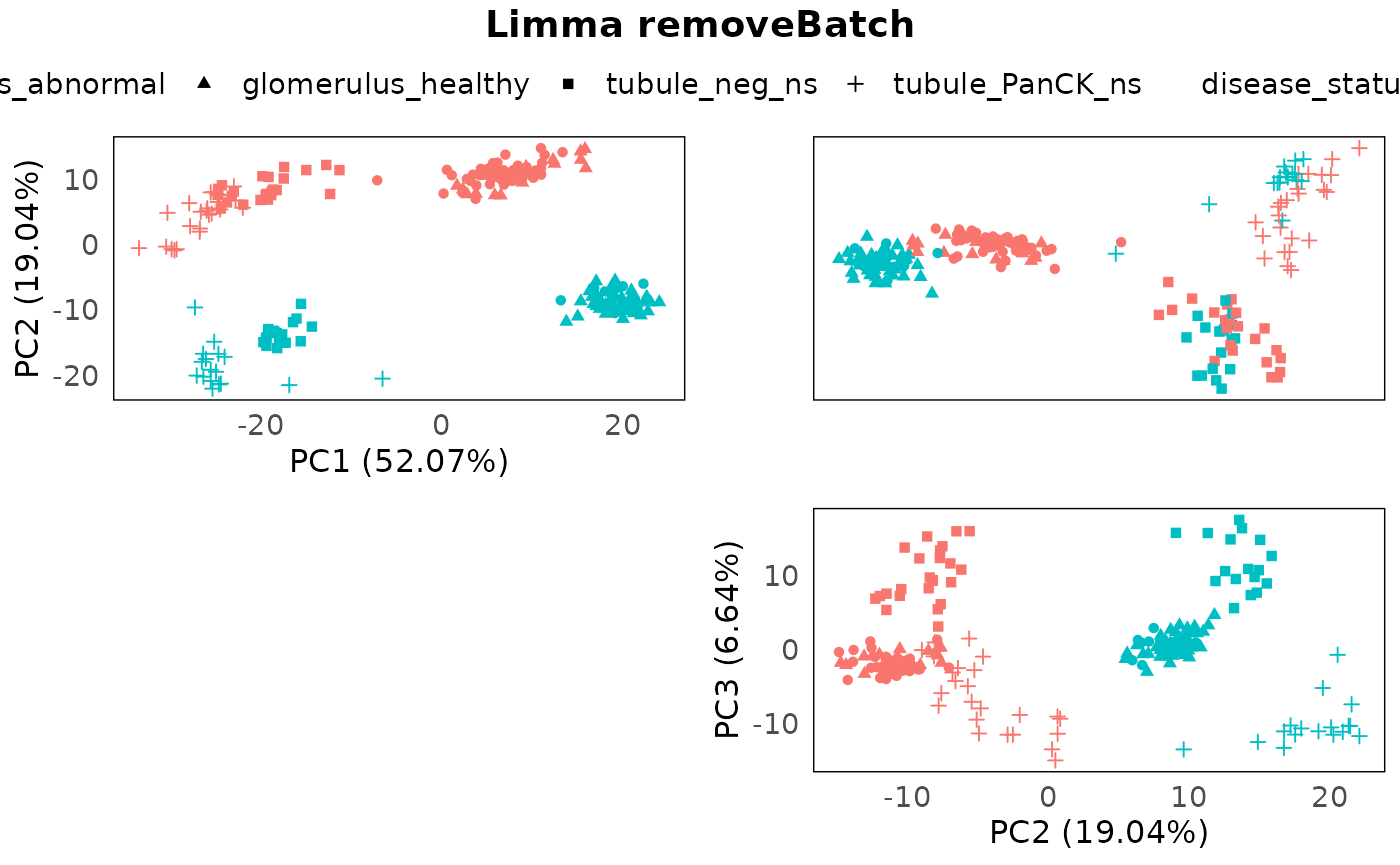 Limma removeBatch
s_abnormal glomerulus_healthy tubule_neg_ns tubule_PanCK_ns disease_statu
PC2 (19.04%)
10
0
-10
-20
-20 0 20
PC1 (52.07%)
PC3 (6.64%)
10
0
-10
-10 0 10 20
PC2 (19.04%)